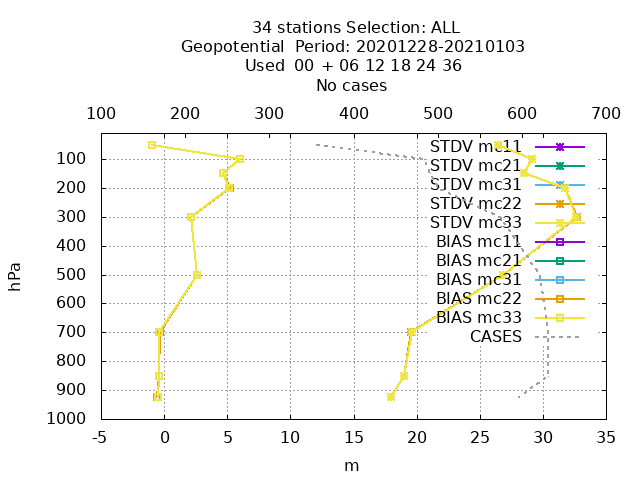 34 stations Selection: ALL
Geopotential  Period: 20201228-20210103
Used  00 + 06 12 18 24 36
No cases
100 200 300 400 500 600 700
STDV mc11
STDV mc21
STDV mc31
STDV mc22
STDV mc33
BIAS mc11
BIAS mc21
BIAS mc31
BIAS mc22
BIAS mc33
CASES
100
200
300
400
500
600
700
800
900
1000
hPa
-5 0 5 10 15 20 25 30 35
m